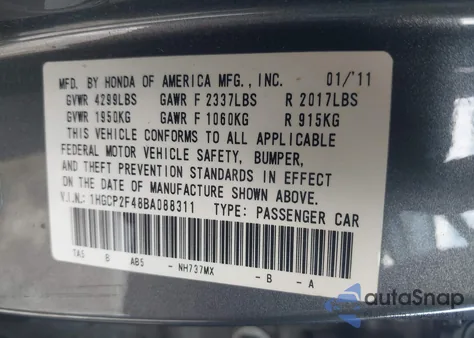 MFD. BY HONDA OF AMERICA MFG., INC. 01/11
GVWR 4299LBS GAWR F 2337LBS R 2017LBS
GVWR 1950KG GAWR F 1060KG R 915KG
THIS VEHICLE CONFORMS TO ALL APPLICABLE
FEDERAL MOTOR VEHICLE SAFETY, BUMPER,
AND THEFT PREVENTION STANDARDS IN EFFECT
ON THE DATE OF MANUFACTURE SHOWN ABOVE.
V.I.N.: 1HGCP2F48BA088311 TYPE: PASSENGER CAR
TA5 B AB5 - NH737MX - B - A
autoSnap